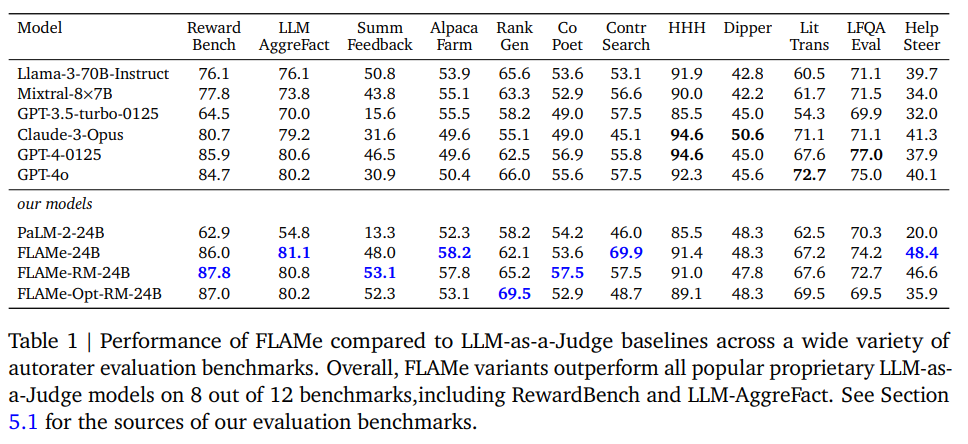 Model Reward Bench LLM AggreFact Summ Feedback Alpaca Farm Rank Gen Co Poet Contr Search HHH Dipper Lit Trans LFQA Eval Help Steer
Llama-3-70B-Instruct 76.1 76.1 50.8 53.9 65.6 53.6 53.1 91.9 42.8 60.5 71.1 39.7
Mixtral-8×7B 77.8 73.8 43.8 55.1 63.3 52.9 56.6 90.0 42.2 61.7 71.5 34.0
GPT-3.5-turbo-0125 64.5 70.0 15.6 55.5 58.2 49.0 57.5 85.5 45.0 54.3 69.9 32.0
Claude-3-Opus 80.7 79.2 31.6 49.6 55.1 49.0 45.1 94.6 50.6 71.1 71.1 41.3
GPT-4-0125 85.9 80.6 46.5 49.6 62.5 56.9 55.8 94.6 45.0 67.6 77.0 37.9
GPT-4o 84.7 80.2 30.9 50.4 66.0 55.6 57.5 92.3 45.6 72.7 75.0 40.1
our models
PaLM-2-24B 62.9 54.8 13.3 52.3 58.2 54.2 46.0 85.5 48.3 62.5 70.3 20.0
FLAMe-24B 86.0 81.1 48.0 58.2 62.1 53.6 69.9 91.4 48.3 67.2 74.2 48.4
FLAMe-RM-24B 87.8 80.8 53.1 57.8 65.2 57.5 57.5 91.0 47.8 67.6 72.7 46.6
FLAMe-Opt-RM-24B 87.0 80.2 52.3 53.1 69.5 52.9 48.7 89.1 48.3 69.5 69.5 35.9
Table 1 | Performance of FLAMe compared to LLM-as-a-Judge baselines across a wide variety of
autorater evaluation benchmarks. Overall, FLAMe variants outperform all popular proprietary LLM-as-
a-Judge models on 8 out of 12 benchmarks,including RewardBench and LLM-AggreFact. See Section
5.1 for the sources of our evaluation benchmarks.